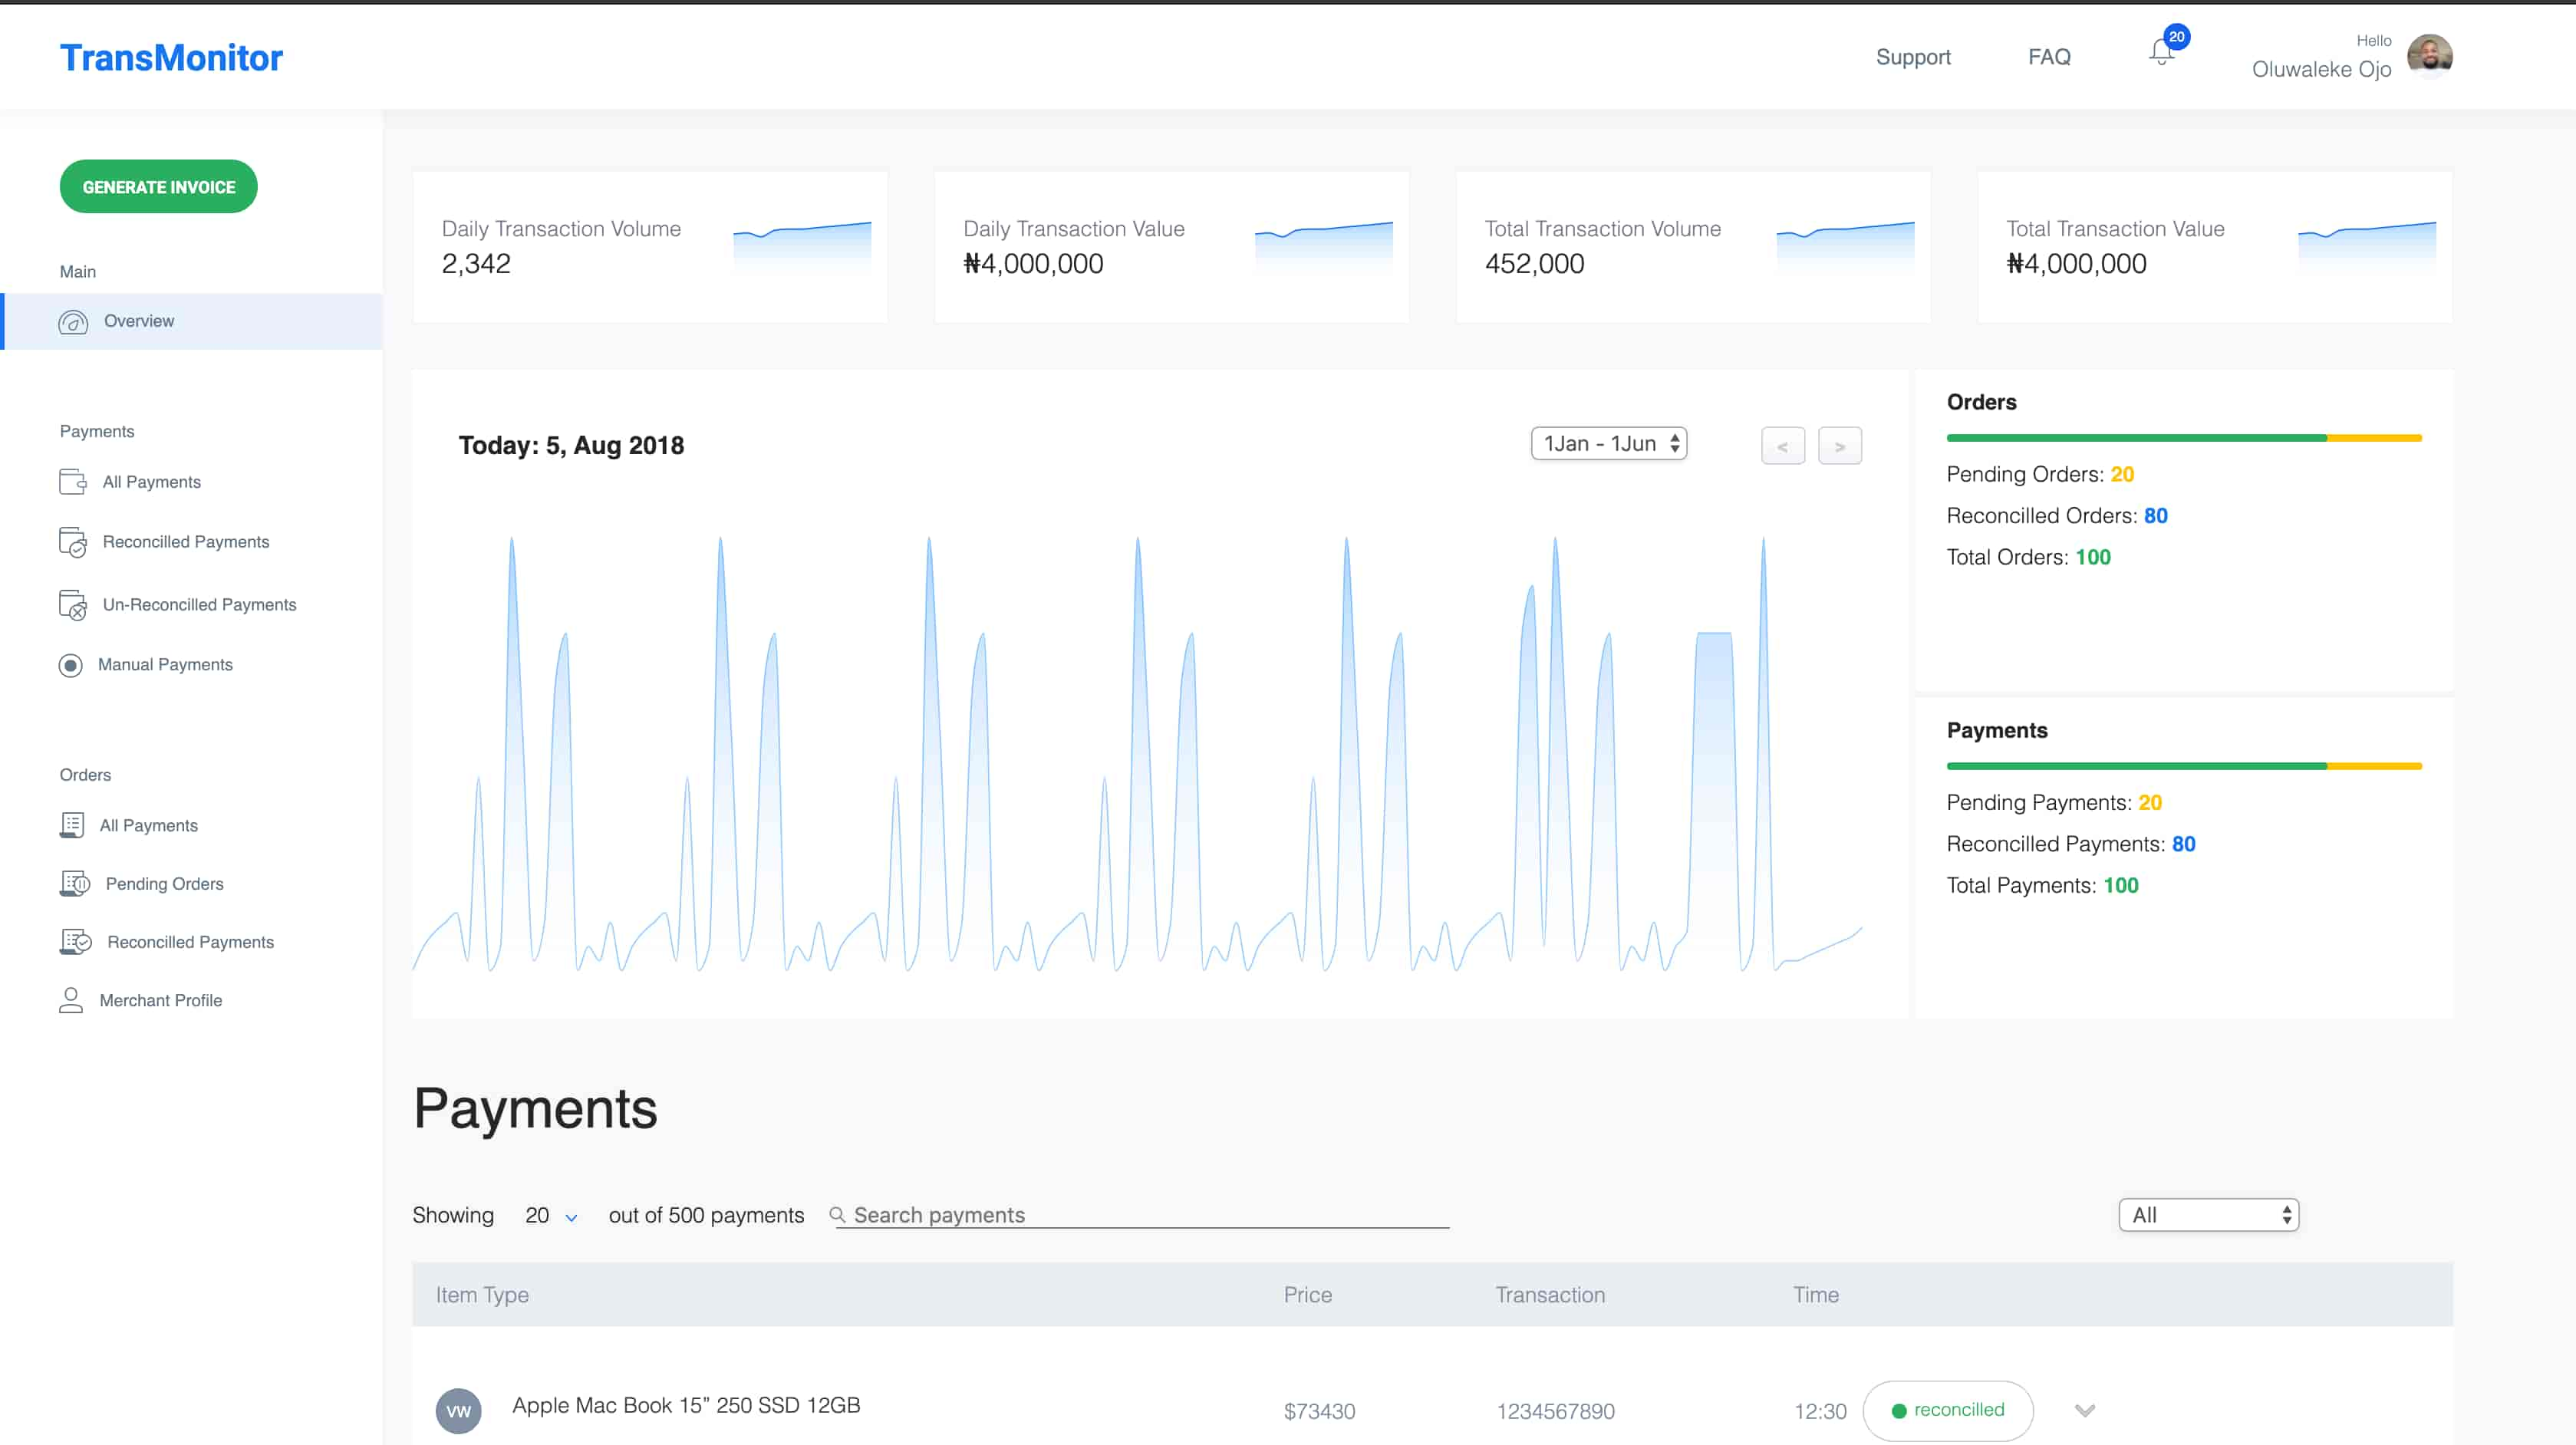 TransMonitor
Support
FAQ
20
Hello
Oluwaleke Ojo
GENERATE INVOICE
Main
Overview
Payments
All Payments
Reconcilled Payments
Un-Reconcilled Payments
Manual Payments
Orders
All Payments
Pending Orders
Reconcilled Payments
Merchant Profile
Daily Transaction Volume
2,342
Daily Transaction Value
₦4,000,000
Total Transaction Volume
452,000
Total Transaction Value
₦4,000,000
Today: 5, Aug 2018
1Jan - 1Jun
<
>
Orders
Pending Orders: 20
Reconcilled Orders: 80
Total Orders: 100
Payments
Pending Payments: 20
Reconcilled Payments: 80
Total Payments: 100
Payments
Showing 20 out of 500 payments
Search payments
All
Item Type Price Transaction Time
VW Apple Mac Book 15” 250 SSD 12GB $73430 1234567890 12:30 reconcilled